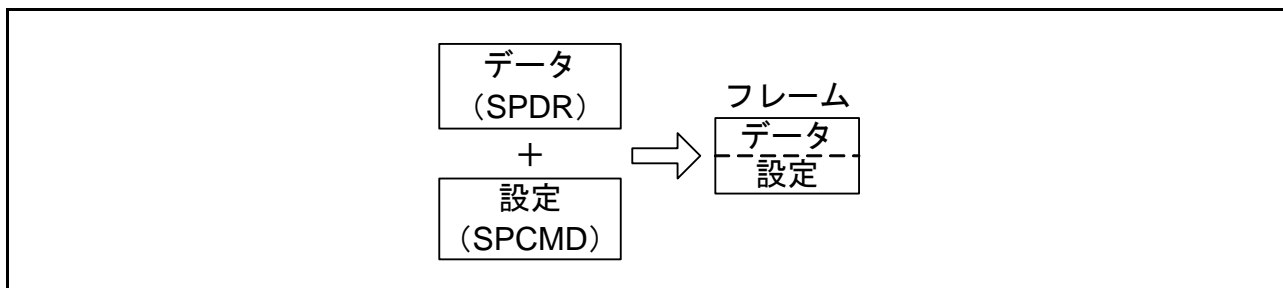 データ
（SPDR）
＋
設定
（SPCMD）
フレーム
データ
設定